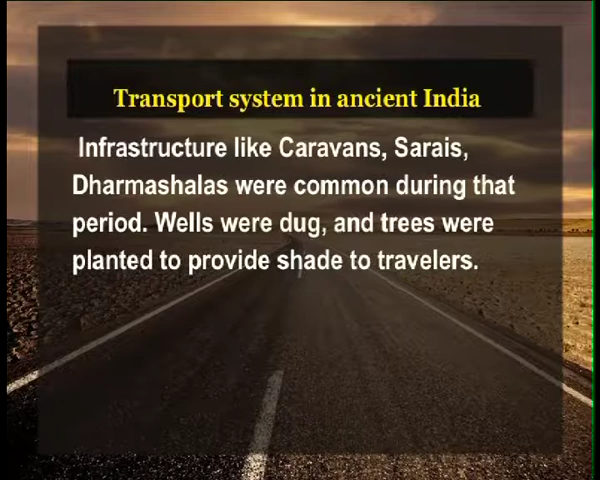 Transport system in ancient India
Infrastructure like Caravans, Sarais,
Dharmashalas were common during that
period. Wells were dug, and trees were
planted to provide shade to travelers.